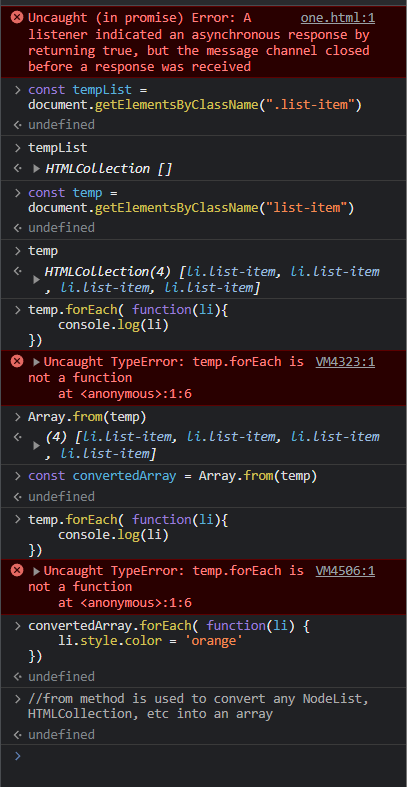 Uncaught (in promise) Error: A one.html:1
listener indicated an asynchronous response by
returning true, but the message channel closed
before a response was received
const tempList =
document.getElementsByClassName(".list-item")
undefined
tempList
HTMLCollection []
const temp =
document.getElementsByClassName("list-item")
undefined
temp
HTMLCollection(4) [li.list-item, li.list-item
, li.list-item, li.list-item]
temp.forEach( function(li){
console.log(li)
})
Uncaught TypeError: temp.forEach is VM4323:1
not a function
at <anonymous>:1:6
Array.from(temp)
(4) [li.list-item, li.list-item, li.list-item
, li.list-item]
const convertedArray = Array.from(temp)
undefined
temp.forEach( function(li){
console.log(li)
})
Uncaught TypeError: temp.forEach is VM4506:1
not a function
at <anonymous>:1:6
convertedArray.forEach( function(li) {
li.style.color = 'orange'
})
undefined
//from method is used to convert any NodeList,
HTMLCollection, etc into an array
undefined